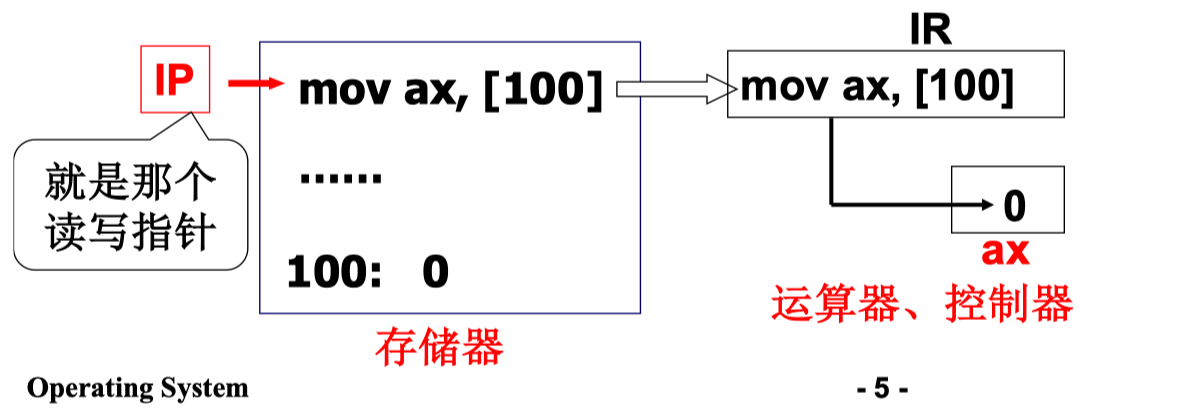 IR
IP
mov ax, [100]
mov ax, [100]
就是那个
读写指针
......
0
ax
100: 0
运算器、控制器
存储器
Operating System
- 5 -